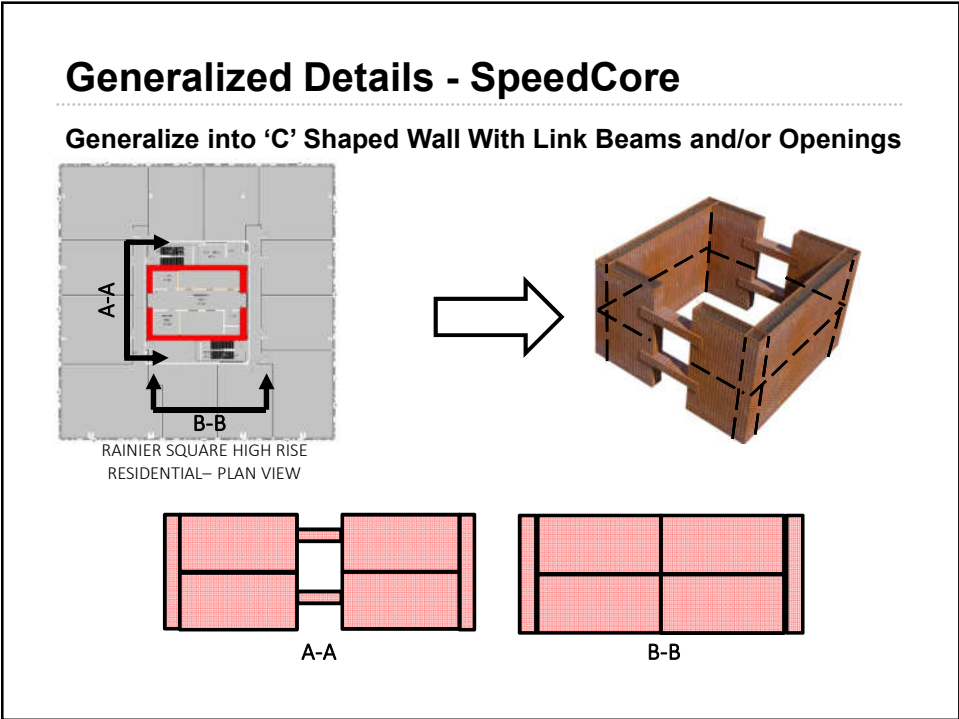 Generalized Details - SpeedCore
Generalize into ‘C’ Shaped Wall With Link Beams and/or Openings
A-A
B-B
RAINIER SQUARE HIGH RISE
RESIDENTIAL– PLAN VIEW
A-A
B-B